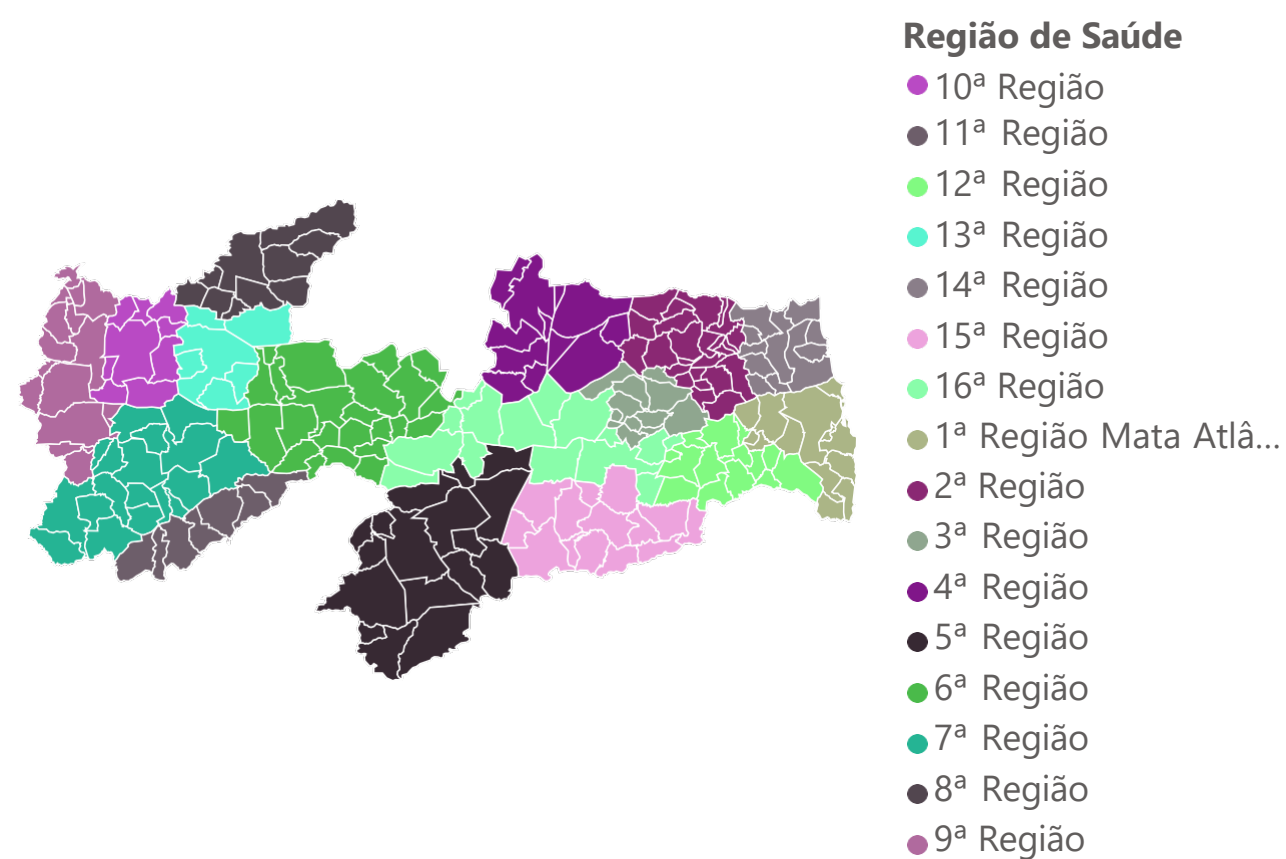 Região de Saúde
10ª Região
11ª Região
12ª Região
13ª Região
14ª Região
15ª Região
16ª Região
1ª Região Mata Atlâ...
2ª Região
3ª Região
4ª Região
5ª Região
6ª Região
7ª Região
8ª Região
9ª Região